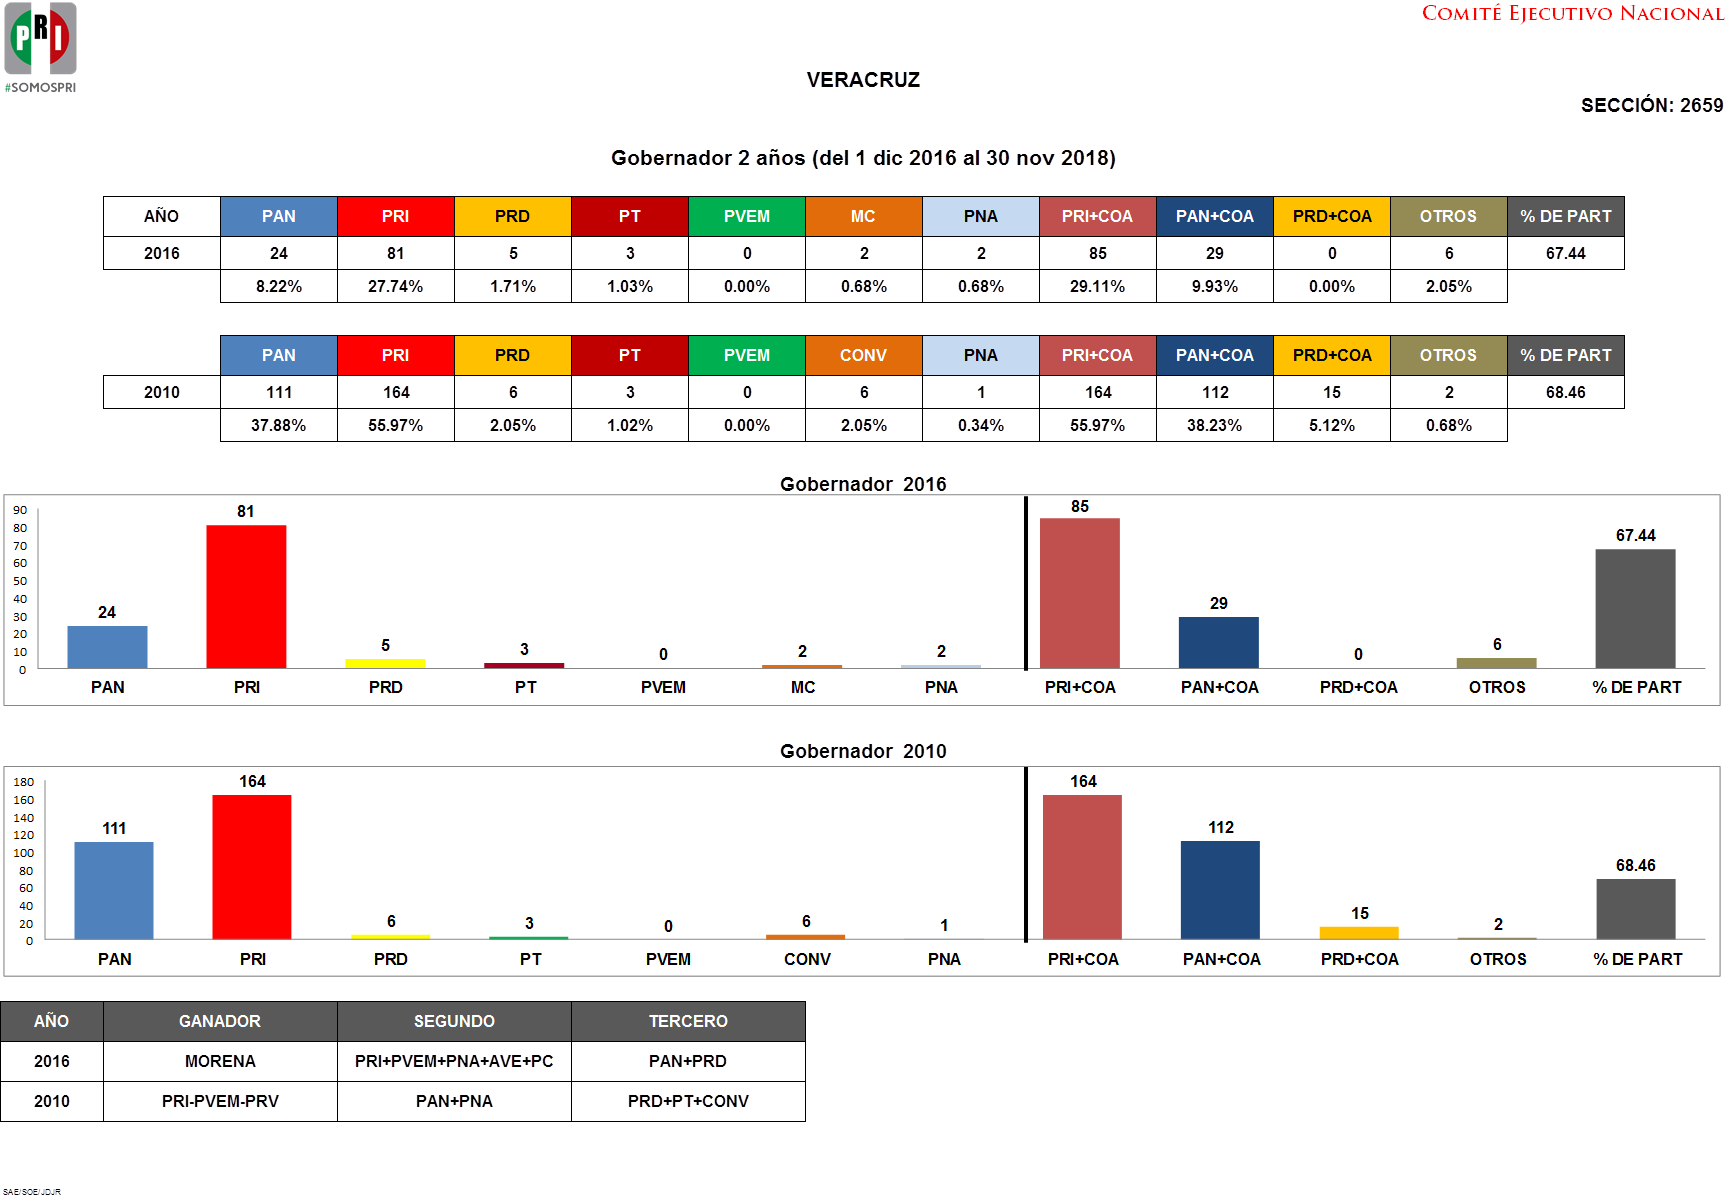 PRI
#SOMOSPRI
COMITÉ EJECUTIVO NACIONAL
VERACRUZ
SECCIÓN: 2659
Gobernador 2 años (del 1 dic 2016 al 30 nov 2018)
AÑO PAN PRI PRD PT PVEM MC PNA PRI+COA PAN+COA PRD+COA OTROS % DE PART
2016 24 81 5 3 0 2 2 85 29 0 6 67.44
8.22% 27.74% 1.71% 1.03% 0.00% 0.68% 0.68% 29.11% 9.93% 0.00% 2.05%
PAN PRI PRD PT PVEM CONV PNA PRI+COA PAN+COA PRD+COA OTROS % DE PART
2010 111 164 6 3 0 6 1 164 112 15 2 68.46
37.88% 55.97% 2.05% 1.02% 0.00% 2.05% 0.34% 55.97% 38.23% 5.12% 0.68%
Gobernador 2016
90
80
70
60
50
40
30
20
10
0
24 81 5 3 0 2 2 85 29 0 6 67.44
PAN PRI PRD PT PVEM MC PNA PRI+COA PAN+COA PRD+COA OTROS % DE PART
Gobernador 2010
180
160
140
120
100
80
60
40
20
0
111 164 6 3 0 6 1 164 112 15 2 68.46
PAN PRI PRD PT PVEM CONV PNA PRI+COA PAN+COA PRD+COA OTROS % DE PART
AÑO GANADOR SEGUNDO TERCERO
2016 MORENA PRI+PVEM+PNA+AVE+PC PAN+PRD
2010 PRI-PVEM-PRV PAN+PNA PRD+PT+CONV
SAE/SOE/JDJR